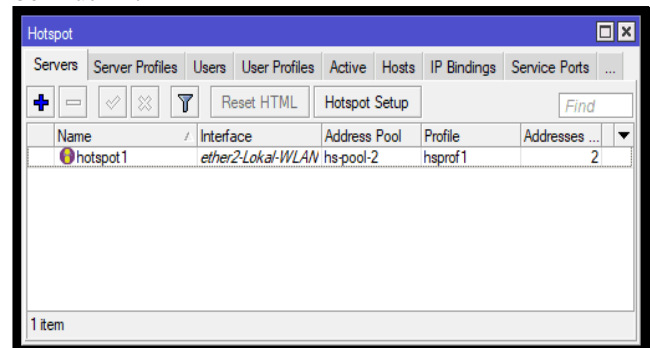 Hotspot
Servers Server Profiles Users User Profiles Active Hosts IP Bindings Service Ports ...
Reset HTML Hotspot Setup Find
Name Interface Address Pool Profile Addresses ...
hotspot1 ether2-Lokal-WLAN hs-pool-2 hsprof1 2
1 item